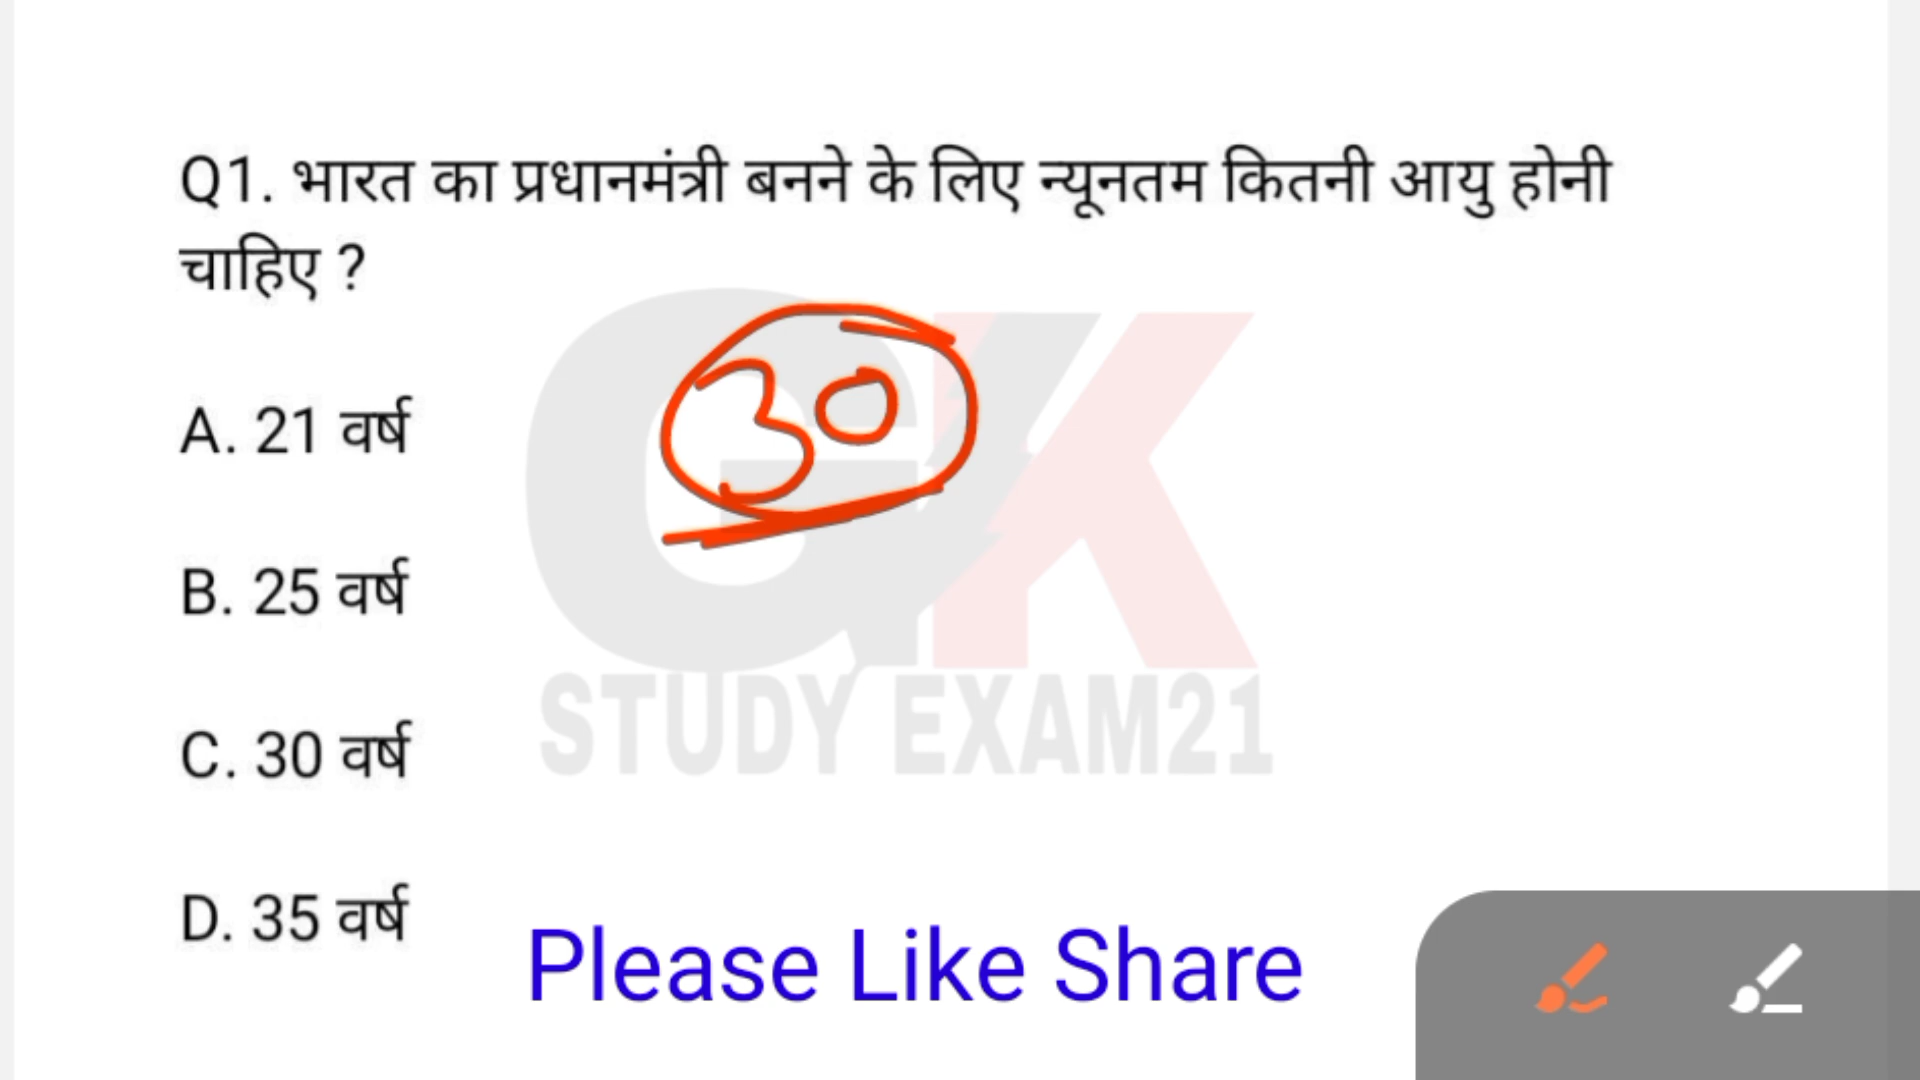 Q1. भारत का प्रधानमंत्री बनने के लिए न्यूनतम कितनी आयु होनी
चाहिए ?
30
A. 21 वर्ष
B. 25 वर्ष
C. 30 वर्ष
D. 35 वर्ष
GK
STUDY EXAM21
Please Like Share